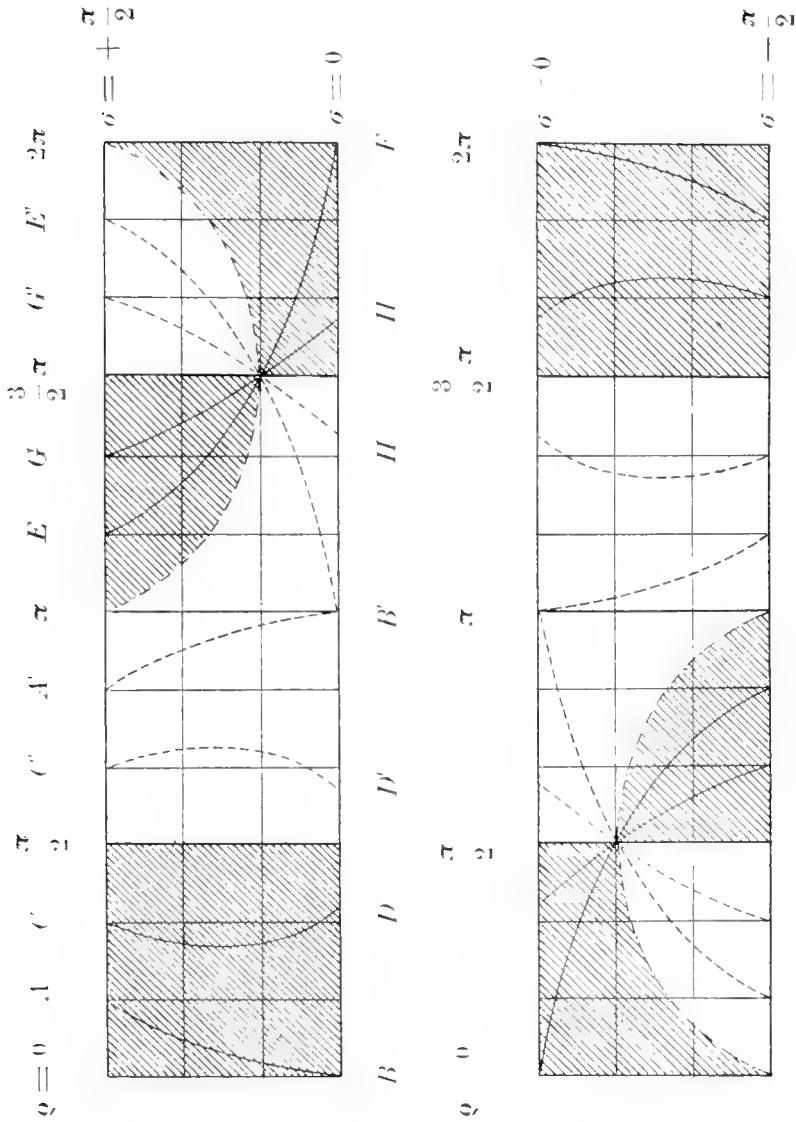 = 0 A C π/2 C' A' π E G 3/2 π G' E' 2π
= + π/2
= 0
B D D' B' H H F
0 π/2 π 3/2 π 2π
0
= − π/2